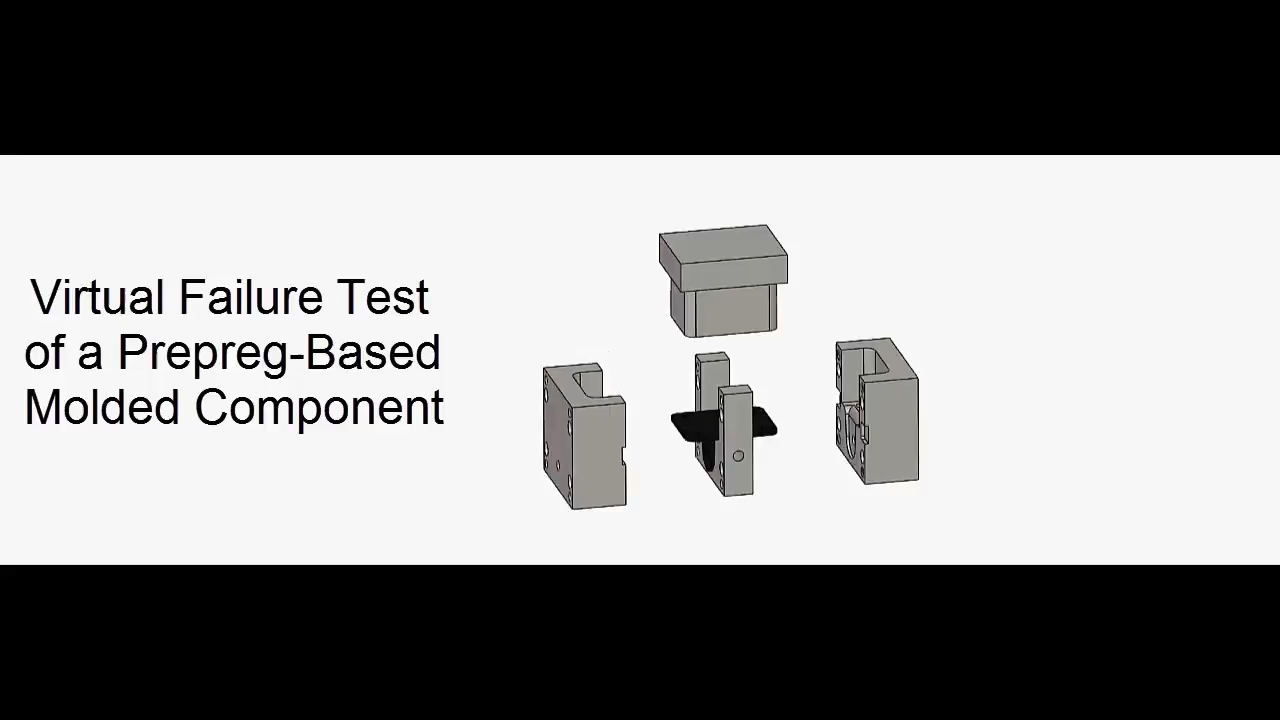 Virtual Failure Test
of a Prepreg-Based
Molded Component